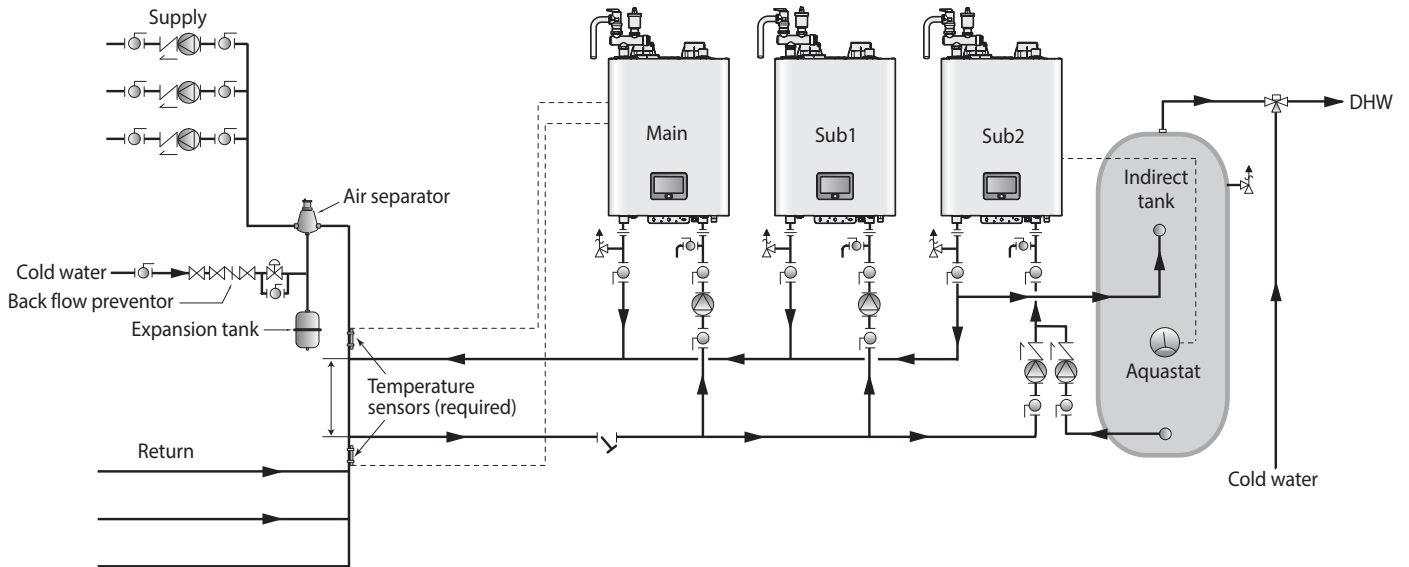 Supply
Main
Sub1
Sub2
DHW
Air separator
Indirect
tank
Cold water
Back flow preventor
Expansion tank
Temperature
sensors (required)
Aquastat
Return
Cold water